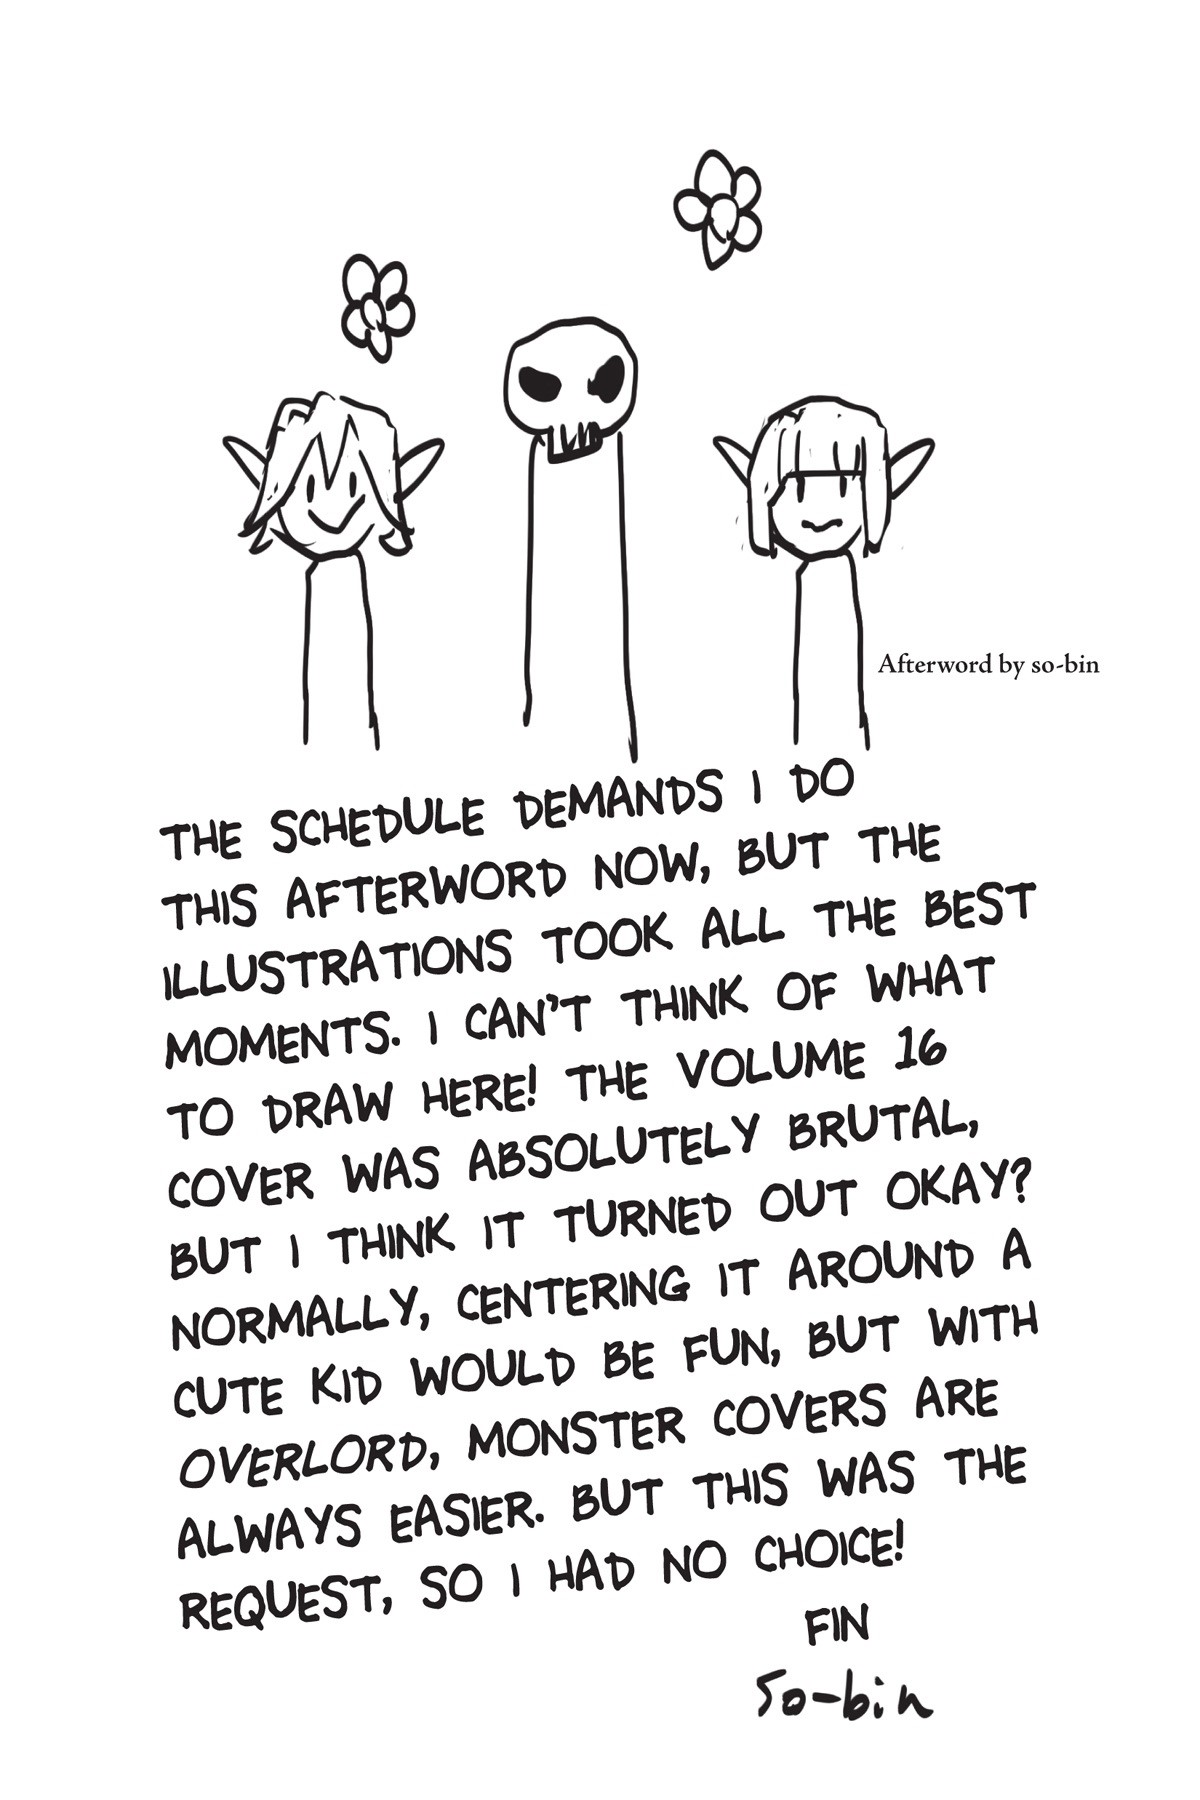 Afterword by so-bin
THE SCHEDULE DEMANDS I DO
THIS AFTERWORD NOW, BUT THE
ILLUSTRATIONS TOOK ALL THE BEST
MOMENTS. I CAN'T THINK OF WHAT
TO DRAW HERE! THE VOLUME 16
COVER WAS ABSOLUTELY BRUTAL,
BUT I THINK IT TURNED OUT OKAY?
NORMALLY, CENTERING IT AROUND A
CUTE KID WOULD BE FUN, BUT WITH
OVERLORD, MONSTER COVERS ARE
ALWAYS EASIER. BUT THIS WAS THE
REQUEST, SO I HAD NO CHOICE!
FIN
so-bin